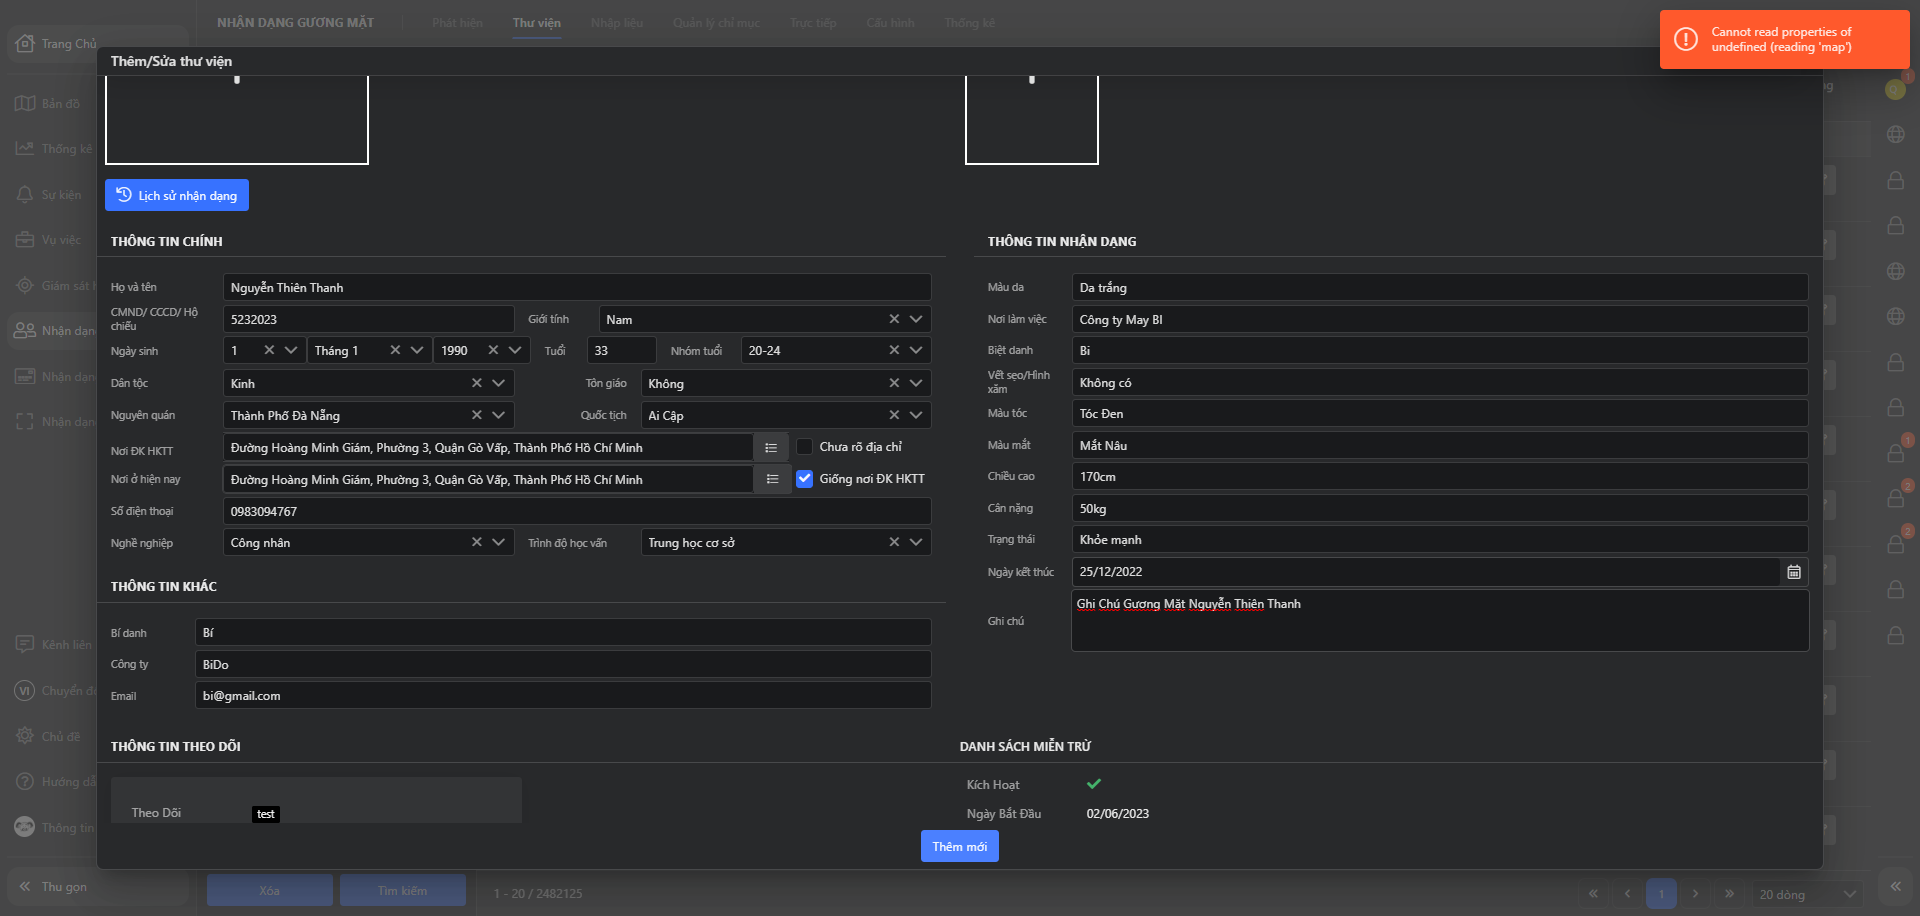 NHẬN DẠNG GƯƠNG MẶT
Phát hiện
Thư viện
Nhập liệu
Quản lý chỉ mục
Trực tiếp
Cấu hình
Thống kê
Cannot read properties of
undefined (reading 'map')
Trang Chủ
Bản đồ
Thống kê
Sự kiện
Vụ việc
Giám sát
Nhận dạng
Nhận dạng
Nhận dạng
Kênh liên
VI
Chuyển đ
Chủ đề
Hướng dẫ
Thông tin
Thu gọn
Thêm/Sửa thư viện
Lịch sử nhận dạng
THÔNG TIN CHÍNH
Họ và tên
Nguyễn Thiên Thanh
CMND/ CCCD/ Hộ
chiếu
5232023
Giới tính
Nam
Ngày sinh
1
Tháng 1
1990
Tuổi
33
Nhóm tuổi
20-24
Dân tộc
Kinh
Tôn giáo
Không
Nguyên quán
Thành Phố Đà Nẵng
Quốc tịch
Ai Cập
Nơi ĐK HKTT
Đường Hoàng Minh Giám, Phường 3, Quận Gò Vấp, Thành Phố Hồ Chí Minh
Chưa rõ địa chỉ
Nơi ở hiện nay
Đường Hoàng Minh Giám, Phường 3, Quận Gò Vấp, Thành Phố Hồ Chí Minh
Giống nơi ĐK HKTT
Số điện thoại
0983094767
Nghề nghiệp
Công nhân
Trình độ học vấn
Trung học cơ sở
THÔNG TIN KHÁC
Bí danh
Bí
Công ty
BiDo
Email
bi@gmail.com
THÔNG TIN THEO DÕI
Theo Dõi
test
THÔNG TIN NHẬN DẠNG
Màu da
Da trắng
Nơi làm việc
Công ty May BI
Biệt danh
Bi
Vết sẹo/Hình
xăm
Không có
Màu tóc
Tóc Đen
Màu mắt
Mắt Nâu
Chiều cao
170cm
Cân nặng
50kg
Trạng thái
Khỏe mạnh
Ngày kết thúc
25/12/2022
Ghi chú
Ghi Chú Gương Mặt Nguyễn Thiên Thanh
DANH SÁCH MIỄN TRỪ
Kích Hoạt
Ngày Bắt Đầu
02/06/2023
Thêm mới
Xóa
Tìm kiếm
1 - 20 / 2482125
1
20 dòng
1
1
2
2